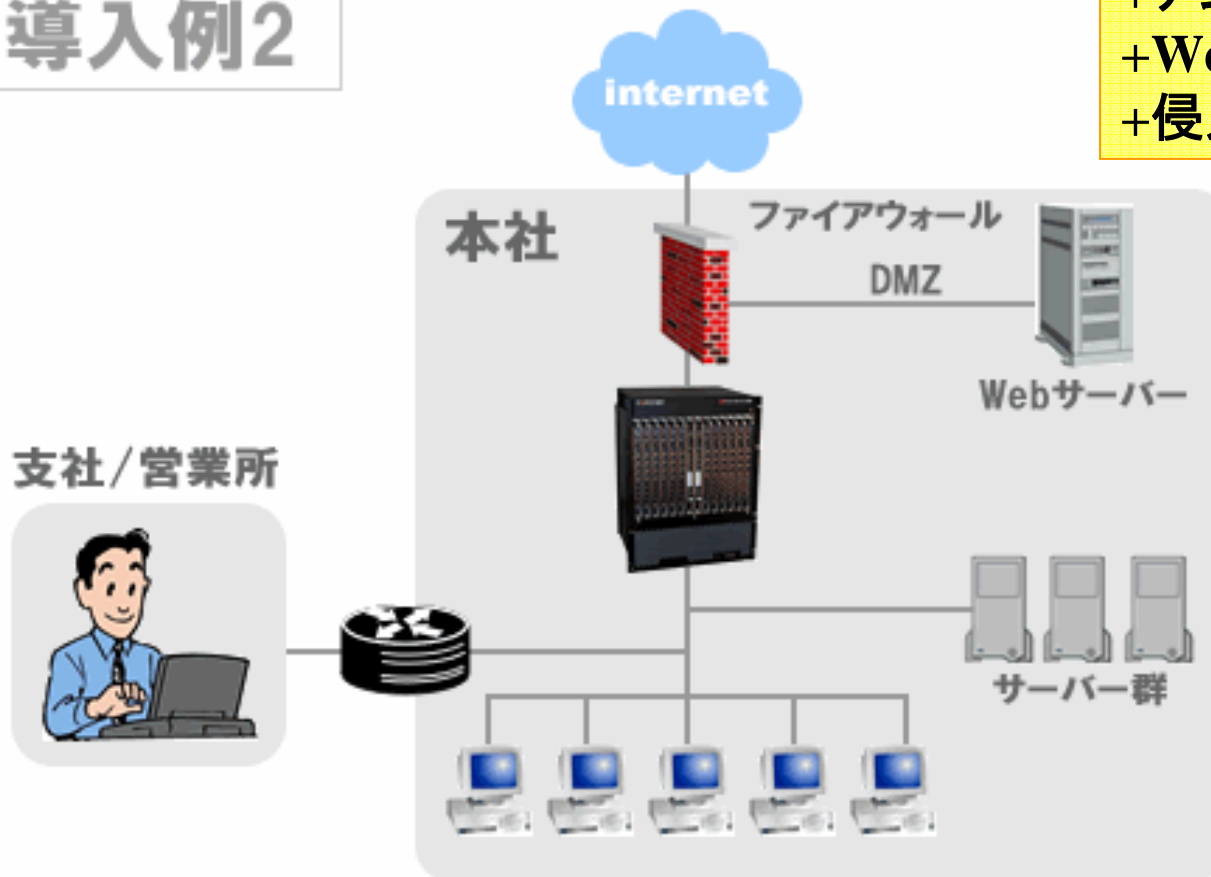 導入例2
internet
+We
+侵
本社
ファイアウォール
DMZ
Webサーバー
支社/営業所
サーバー群